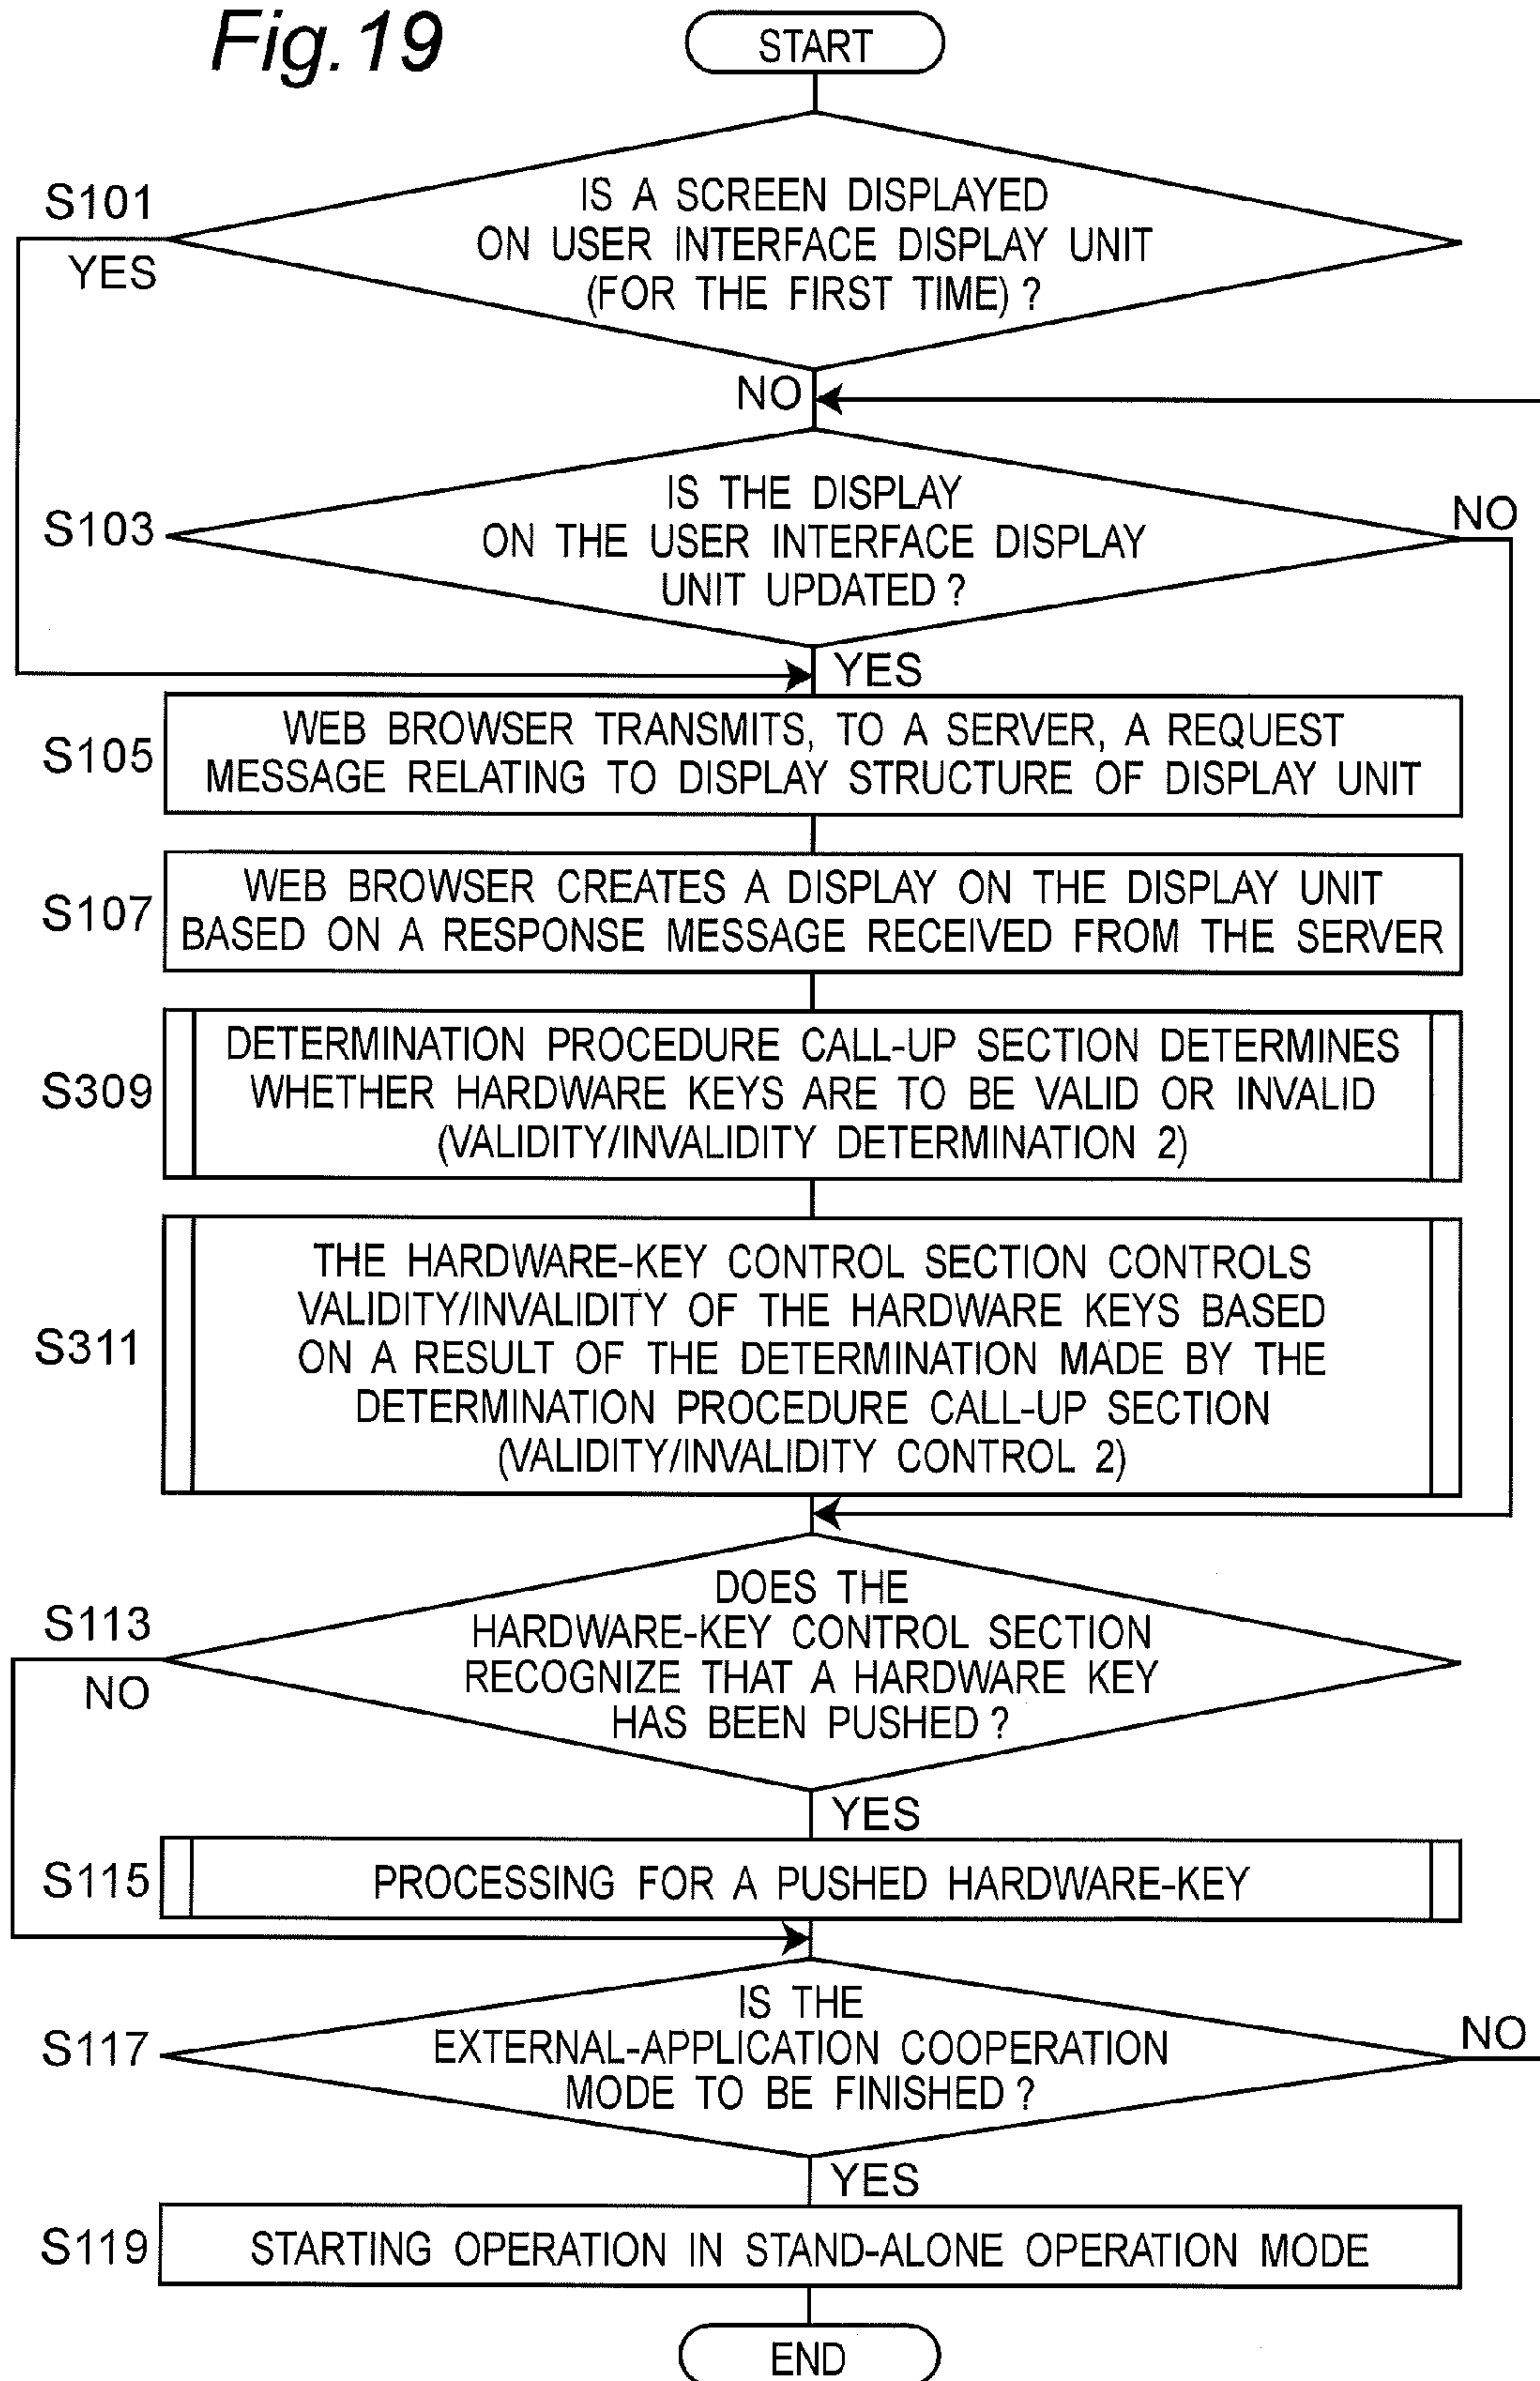 Fig.19
START
S101
IS A SCREEN DISPLAYED
ON USER INTERFACE DISPLAY UNIT
(FOR THE FIRST TIME) ?
YES
NO
S103
IS THE DISPLAY
ON THE USER INTERFACE DISPLAY
UNIT UPDATED ?
NO
YES
S105
WEB BROWSER TRANSMITS, TO A SERVER, A REQUEST
MESSAGE RELATING TO DISPLAY STRUCTURE OF DISPLAY UNIT
S107
WEB BROWSER CREATES A DISPLAY ON THE DISPLAY UNIT
BASED ON A RESPONSE MESSAGE RECEIVED FROM THE SERVER
S309
DETERMINATION PROCEDURE CALL-UP SECTION DETERMINES
WHETHER HARDWARE KEYS ARE TO BE VALID OR INVALID
(VALIDITY/INVALIDITY DETERMINATION 2)
S311
THE HARDWARE-KEY CONTROL SECTION CONTROLS
VALIDITY/INVALIDITY OF THE HARDWARE KEYS BASED
ON A RESULT OF THE DETERMINATION MADE BY THE
DETERMINATION PROCEDURE CALL-UP SECTION
(VALIDITY/INVALIDITY CONTROL 2)
S113
DOES THE
HARDWARE-KEY CONTROL SECTION
RECOGNIZE THAT A HARDWARE KEY
HAS BEEN PUSHED ?
NO
YES
S115
PROCESSING FOR A PUSHED HARDWARE-KEY
S117
IS THE
EXTERNAL-APPLICATION COOPERATION
MODE TO BE FINISHED ?
NO
YES
S119
STARTING OPERATION IN STAND-ALONE OPERATION MODE
END